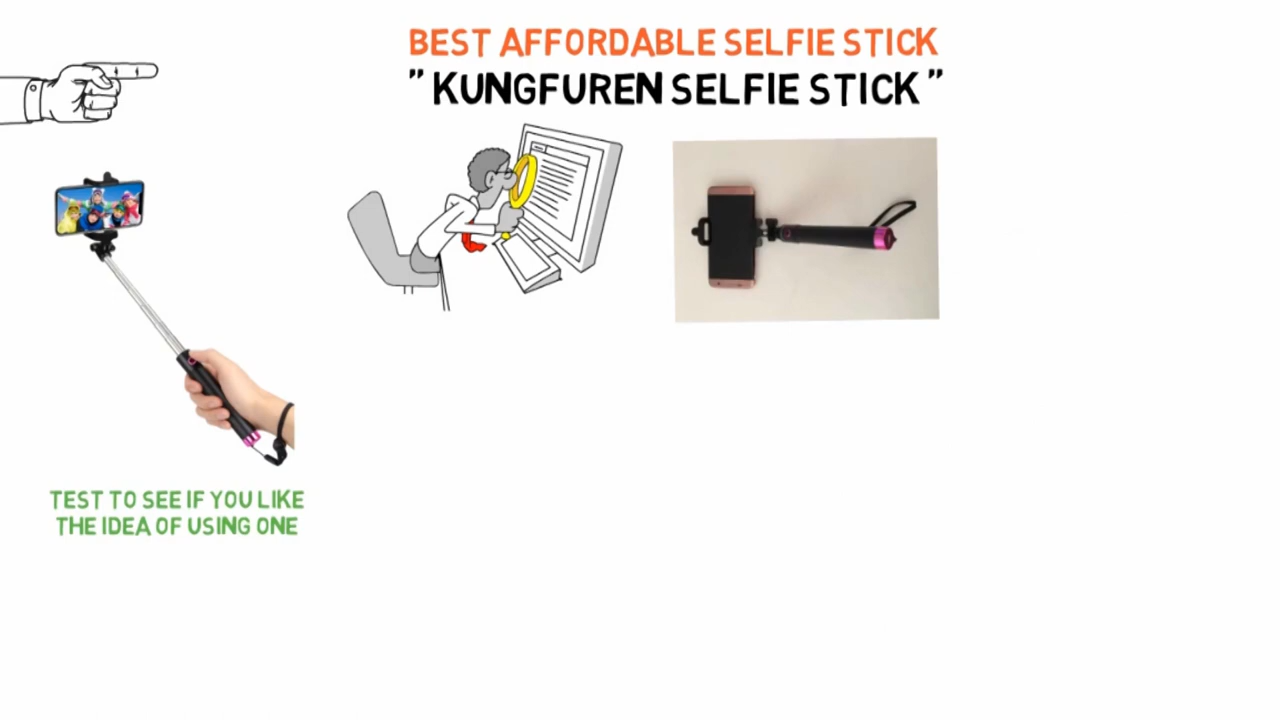 BEST AFFORDABLE SELFIE STICK
" KUNGFUREN SELFIE STICK "
TEST TO SEE IF YOU LIKE
THE IDEA OF USING ONE